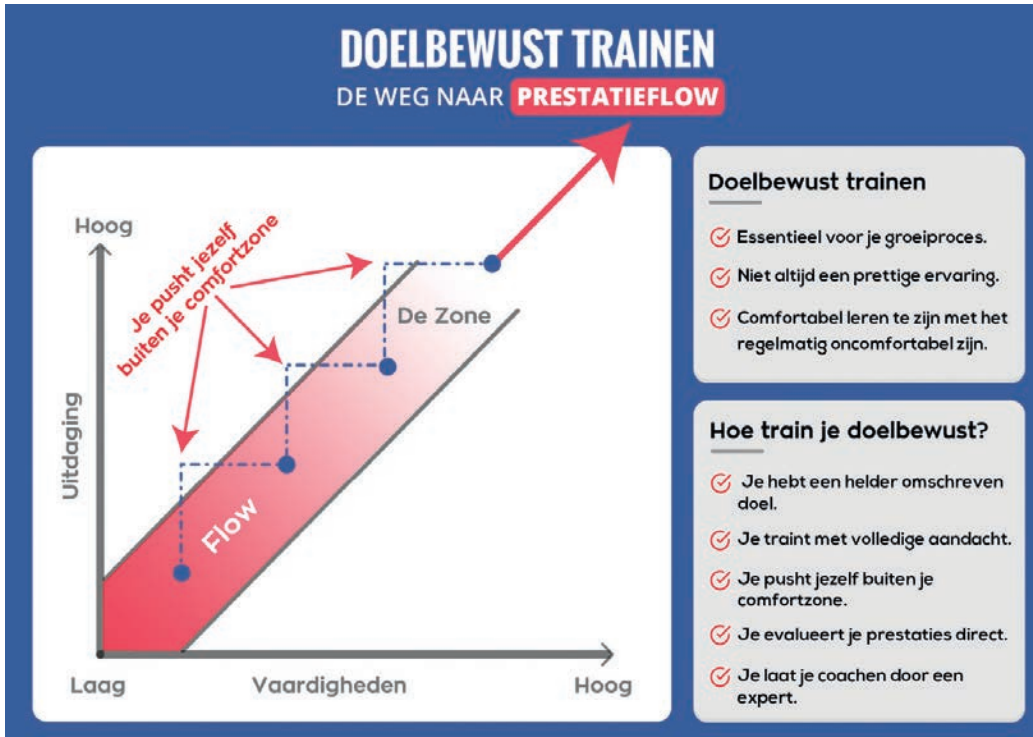 DOELBEWUST TRAINEN
DE WEG NAAR PRESTATIEFLOW
Hoog
Je pusht jezelf
buiten je comfortzone
De Zone
Uitdaging
Flow
Laag
Vaardigheden
Hoog
Doelbewust trainen
Essentieel voor je groeiproces.
Niet altijd een prettige ervaring.
Comfortabel leren te zijn met het
regelmatig oncomfortabel zijn.
Hoe train je doelbewust?
Je hebt een helder omschreven
doel.
Je traint met volledige aandacht.
Je pusht jezelf buiten je
comfortzone.
Je evalueert je prestaties direct.
Je laat je coachen door een
expert.